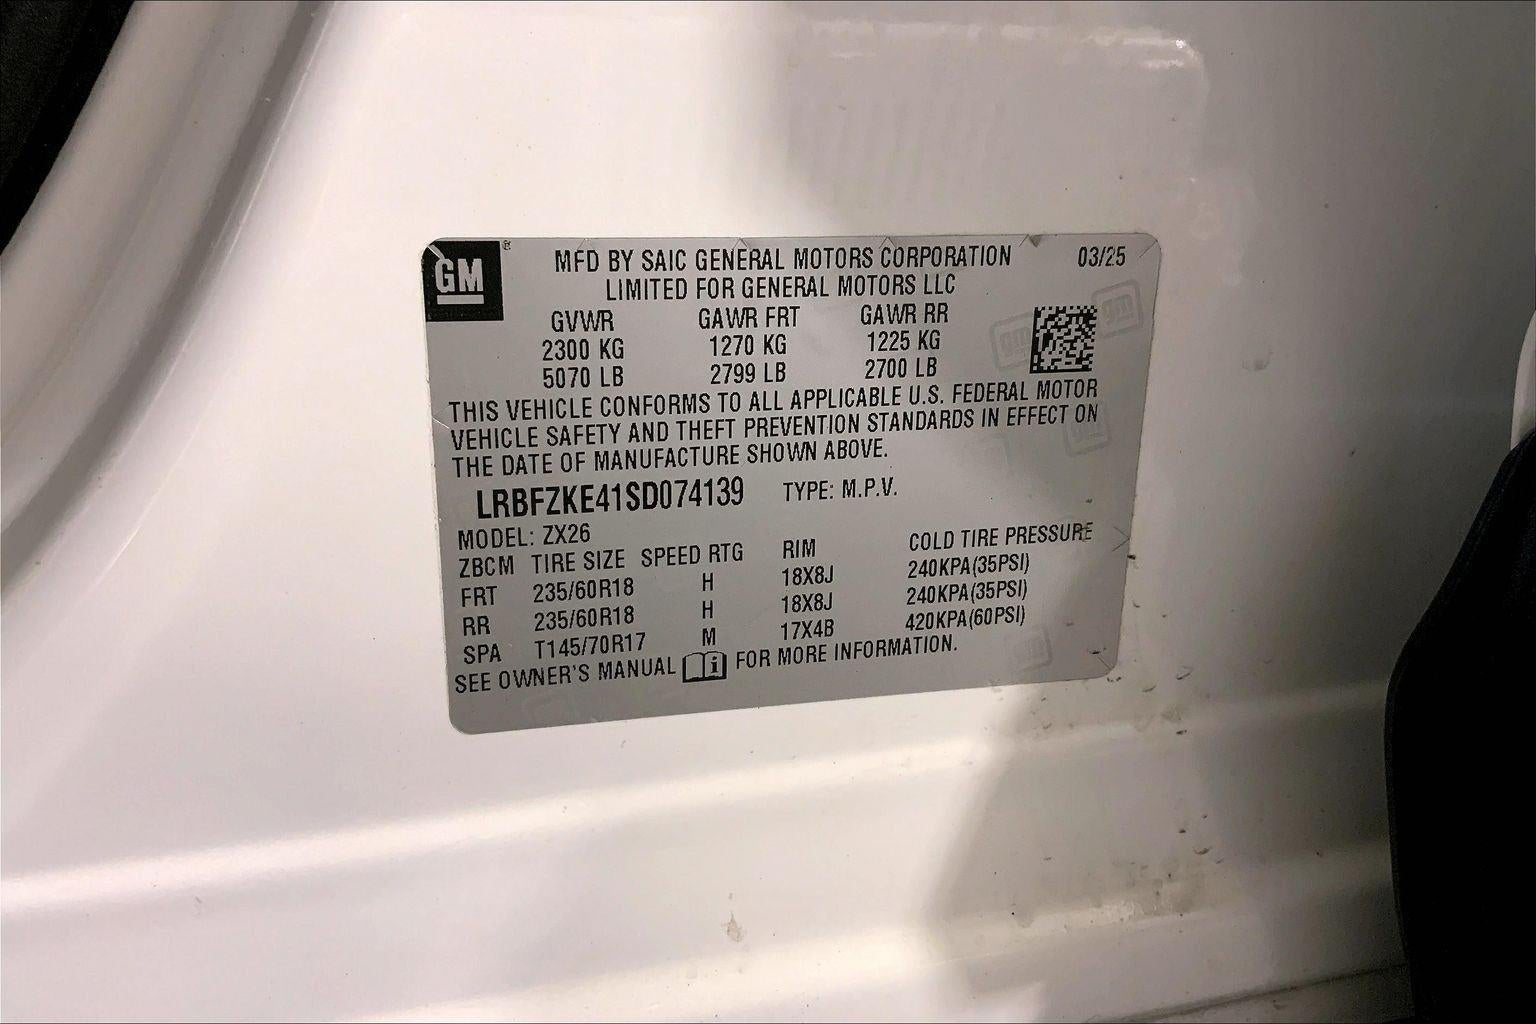 GM®
MFD BY SAIC GENERAL MOTORS CORPORATION 03/25
LIMITED FOR GENERAL MOTORS LLC
GVWR GAWR FRT GAWR RR
2300 KG 1270 KG 1225 KG
5070 LB 2799 LB 2700 LB
THIS VEHICLE CONFORMS TO ALL APPLICABLE U.S. FEDERAL MOTOR
VEHICLE SAFETY AND THEFT PREVENTION STANDARDS IN EFFECT ON
THE DATE OF MANUFACTURE SHOWN ABOVE.
LRBFZKE41SD074139 TYPE: M.P.V.
MODEL: ZX26
ZBCM TIRE SIZE SPEED RTG RIM COLD TIRE PRESSURE
FRT 235/60R18 H 18X8J 240KPA(35PSI)
RR 235/60R18 H 18X8J 240KPA(35PSI)
SPA T145/70R17 M 17X4B 420KPA(60PSI)
SEE OWNER'S MANUAL i FOR MORE INFORMATION.